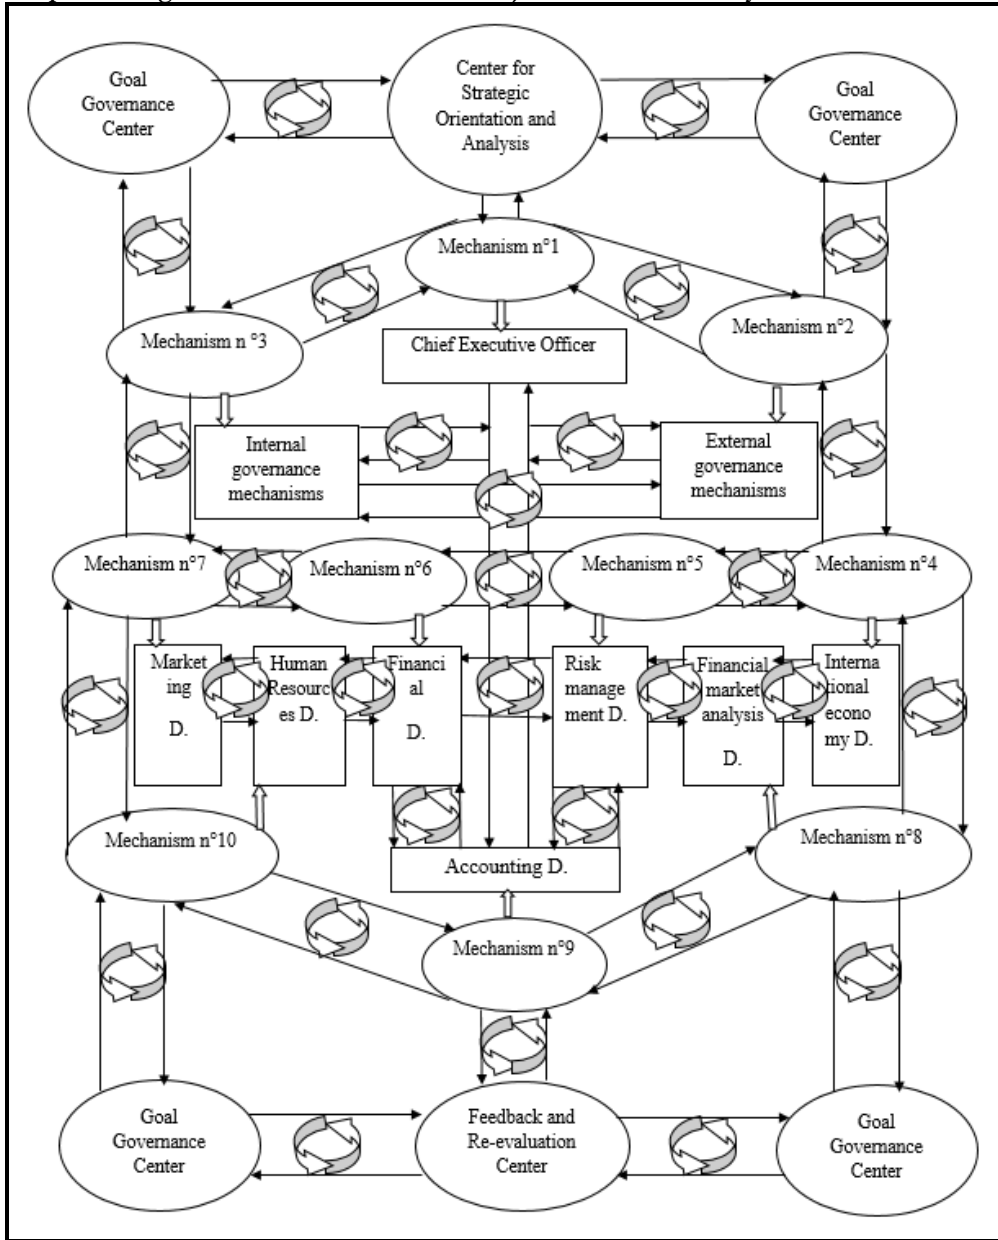 Goal
Governance
Center
Center for
Strategic
Orientation and
Analysis
Goal
Governance
Center
Mechanism n°1
Mechanism n °3
Mechanism n°2
Chief Executive Officer
Internal
governance
mechanisms
External
governance
mechanisms
Mechanism n°7
Mechanism n°6
Mechanism n°5
Mechanism n°4
Market
ing
D.
Human
Resourc
es D.
Financi
al
D.
Risk
manage
ment D.
Financial
market
analysis
D.
Interna
tional
econo
my D.
Mechanism n°10
Mechanism n°8
Accounting D.
Mechanism n°9
Goal
Governance
Center
Feedback and
Re-evaluation
Center
Goal
Governance
Center